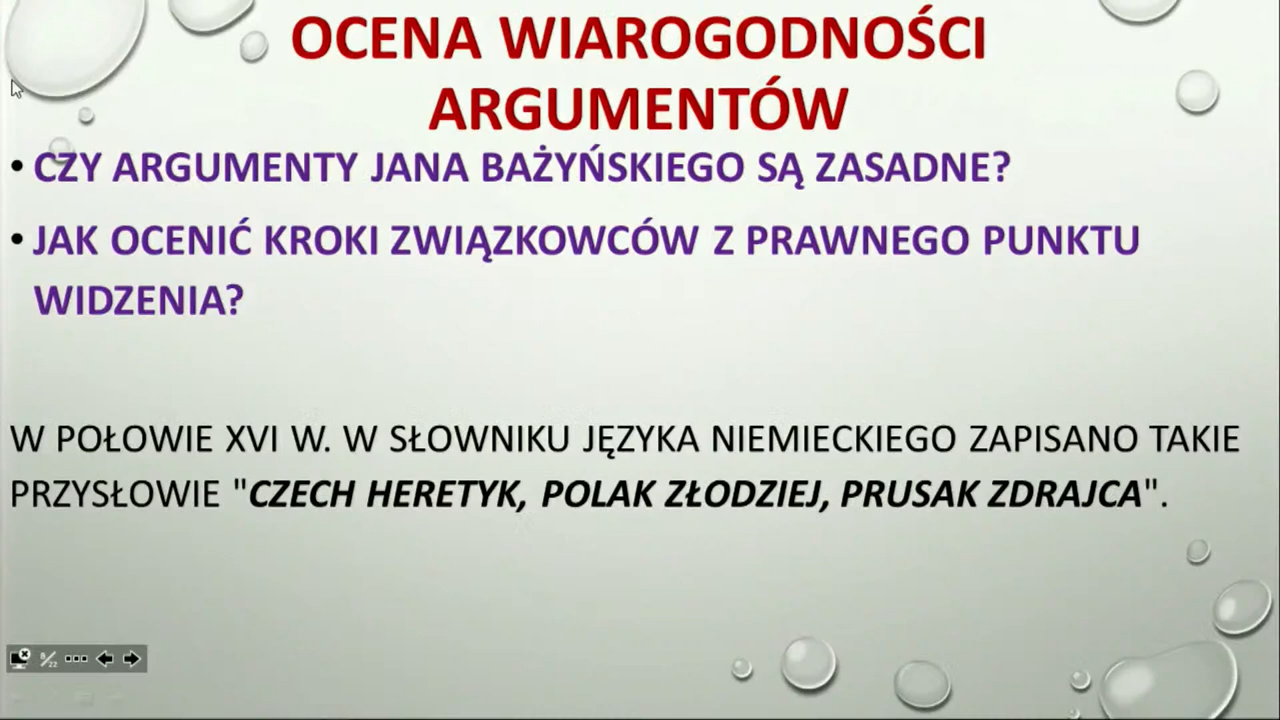 OCENA WIAROGODNOŚCI
ARGUMENTÓW
• CZY ARGUMENTY JANA BAŻYŃSKIEGO SĄ ZASADNE?
• JAK OCENIĆ KROKI ZWIĄZKOWCÓW Z PRAWNEGO PUNKTU
WIDZENIA?
W POŁOWIE XVI W. W SŁOWNIKU JĘZYKA NIEMIECKIEGO ZAPISANO TAKIE
PRZYSŁOWIE "CZECH HERETYK, POLAK ZŁODZIEJ, PRUSAK ZDRAJCA".